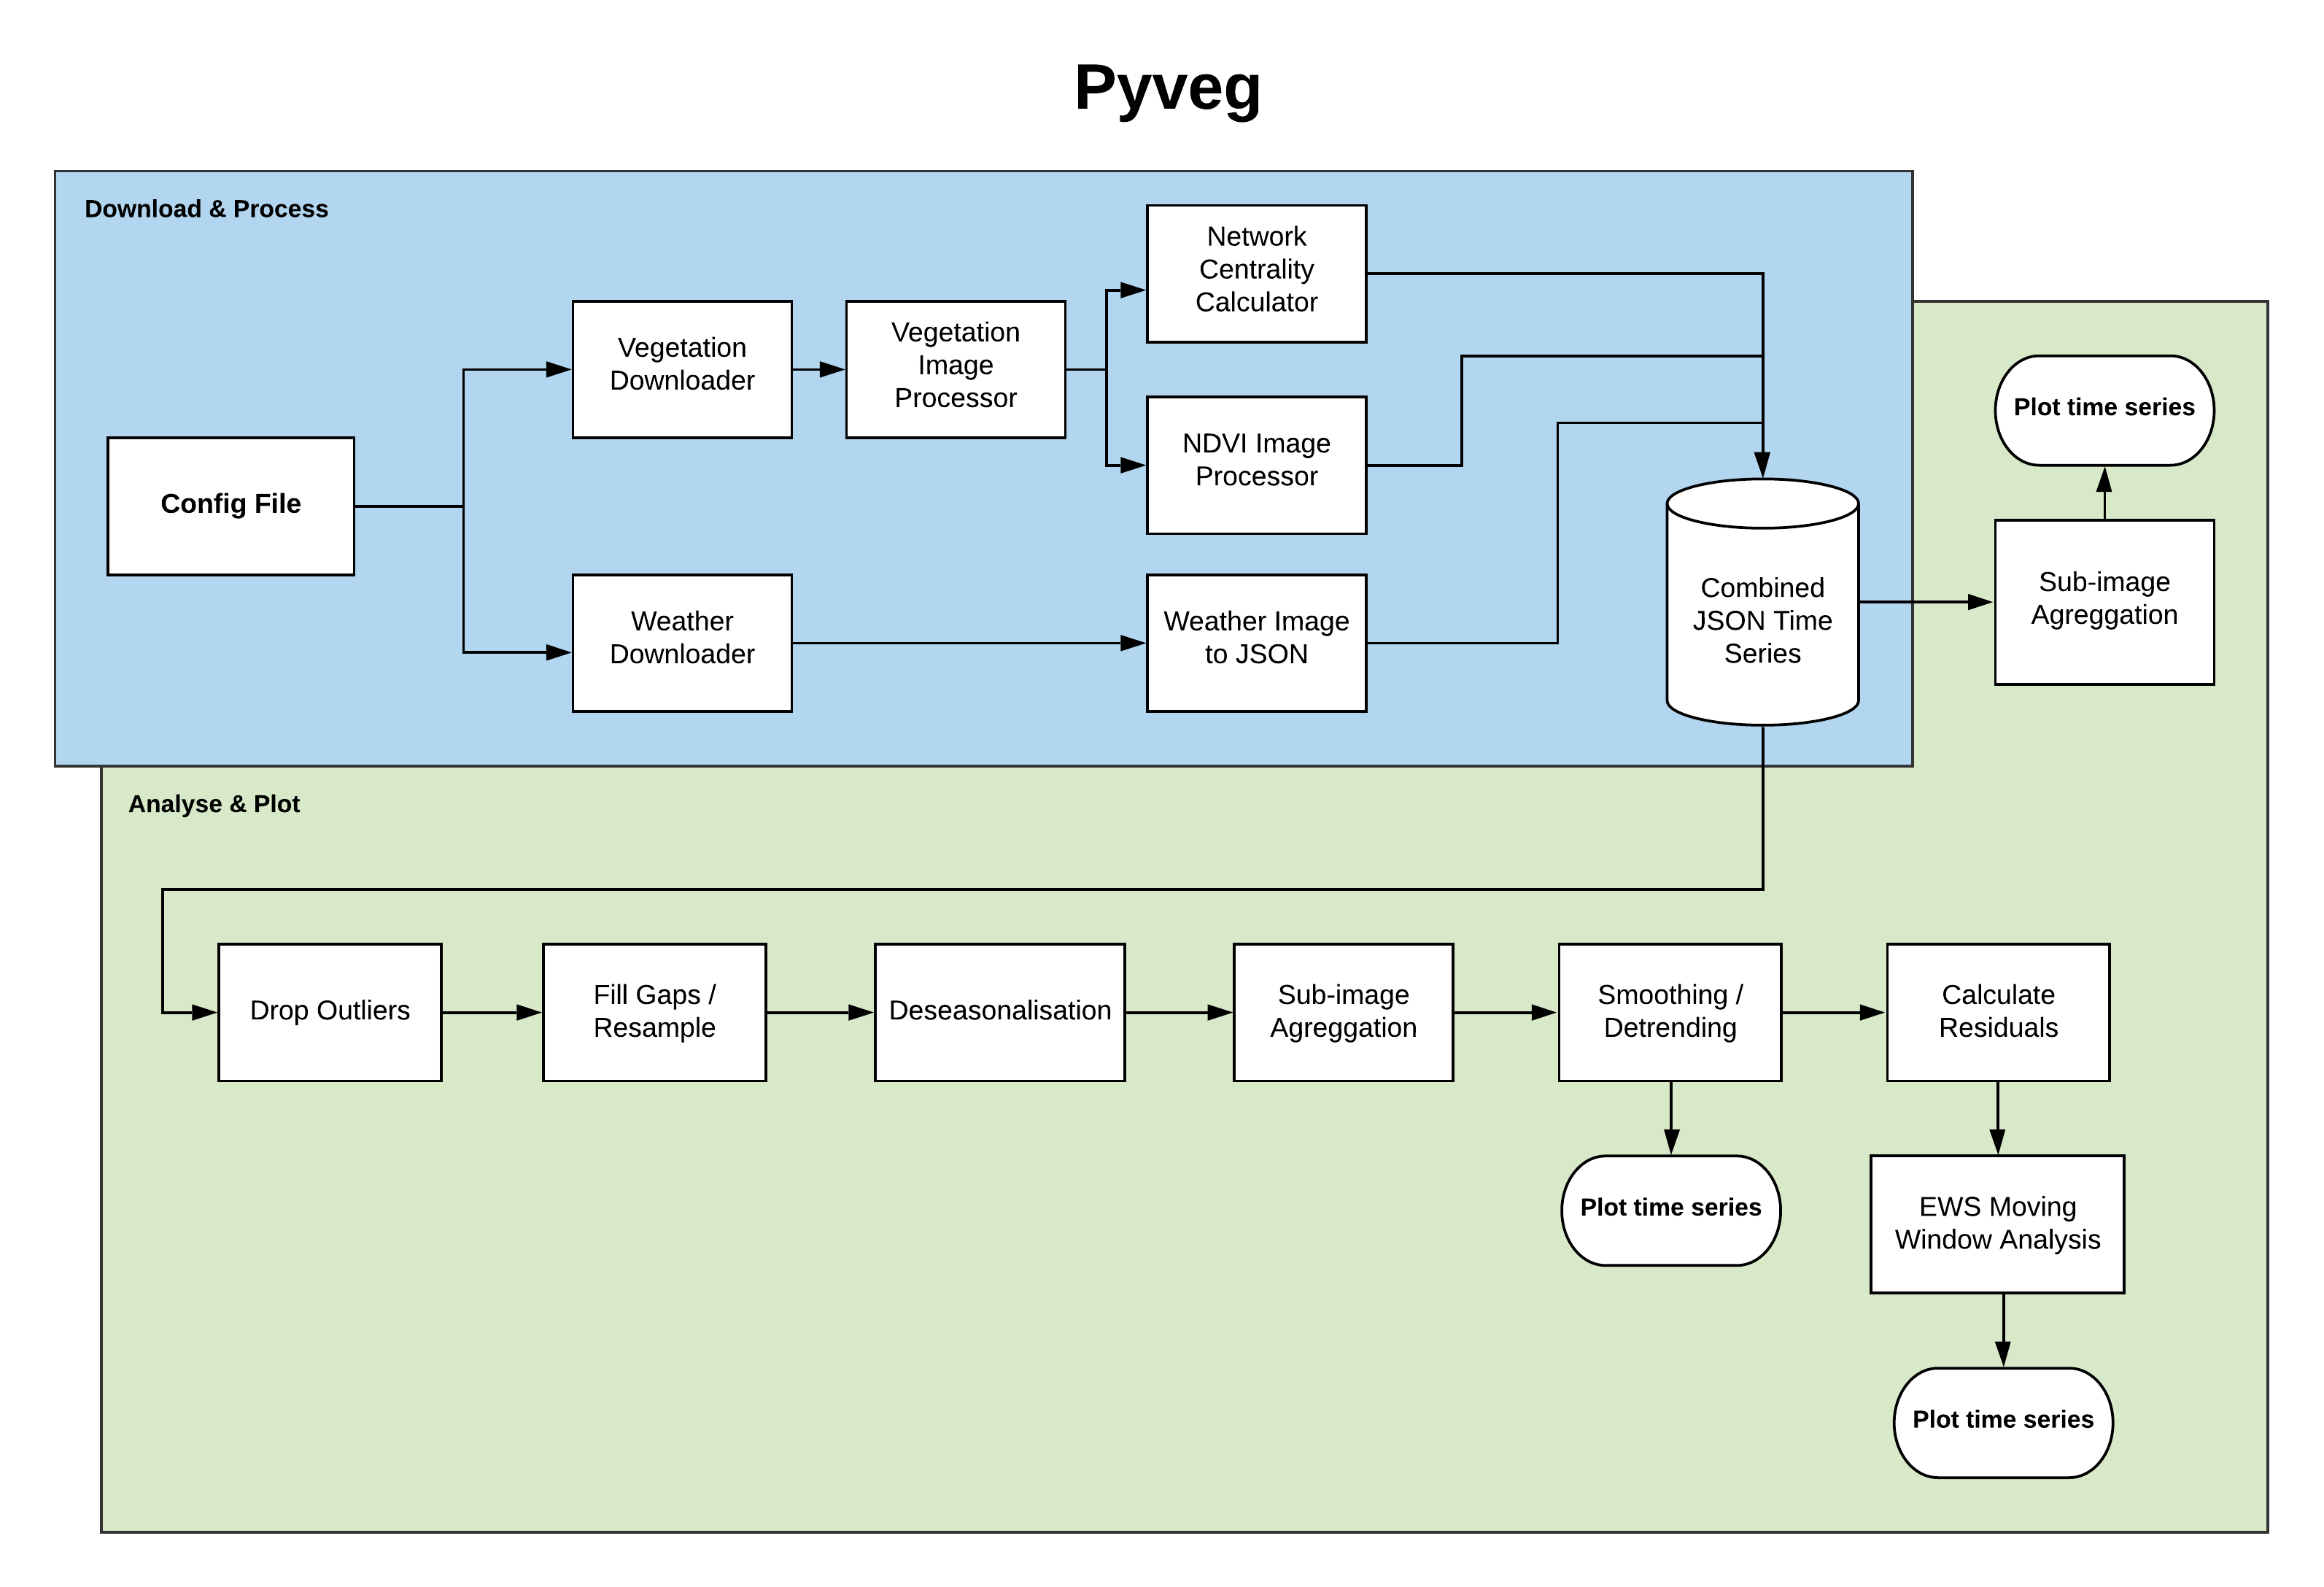 Pyveg
Download & Process
Network
Centrality
Calculator
Vegetation
Downloader
Vegetation
Image
Processor
Plot time series
NDVI Image
Processor
Config File
Combined
JSON Time
Series
Sub-image
Agreggation
Weather
Downloader
Weather Image
to JSON
Analyse & Plot
Drop Outliers
Fill Gaps /
Resample
Deseasonalisation
Sub-image
Agreggation
Smoothing /
Detrending
Calculate
Residuals
Plot time series
EWS Moving
Window Analysis
Plot time series